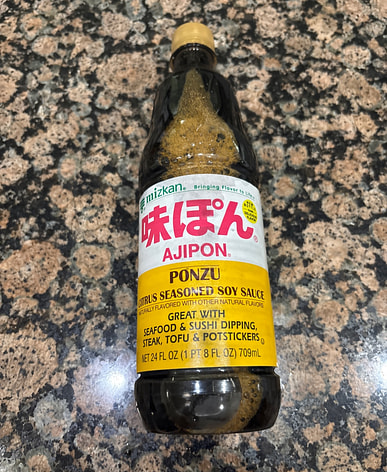 mizkan® Bringing Flavor to Life
味ぽん®
AJIPON®
PONZU
CITRUS SEASONED SOY SAUCE
NATURALLY FLAVORED WITH OTHER NATURAL FLAVORS
GREAT WITH
SEAFOOD & SUSHI DIPPING,
STEAK, TOFU & POTSTICKERS
NET 24 FL OZ (1 PT 8 FL OZ) 709mL